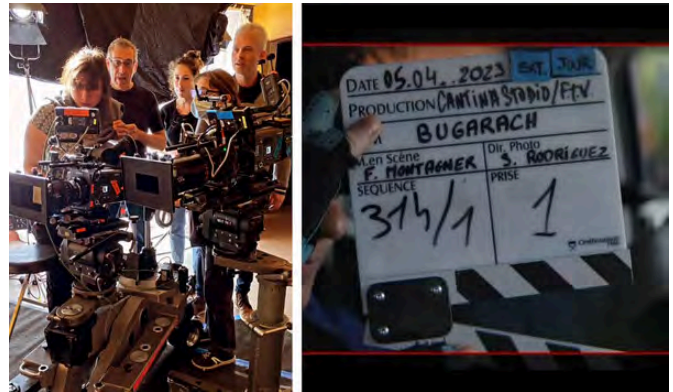 DATE 05.04..2023 EXT. JOUR
PRODUCTION CANTINA STUDIO/FTV
BUGARACH
M.en Scène Dir. Photo
F. MONTAGNER S. RODRIGUEZ
SEQUENCE PRISE
314/1 1